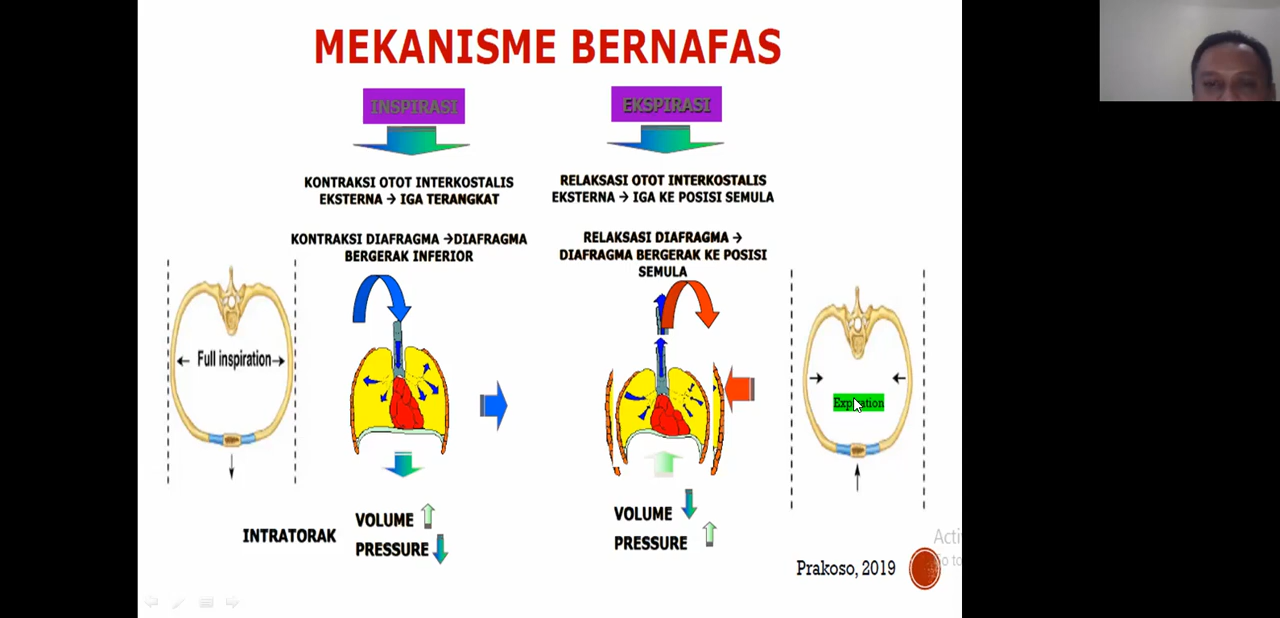 MEKANISME BERNAFAS
INSPIRASI
EKSPIRASI
KONTRAKSI OTOT INTERKOSTALIS
EKSTERNA → IGA TERANGKAT
KONTRAKSI DIAFRAGMA →DIAFRAGMA
BERGERAK INFERIOR
RELAKSASI OTOT INTERKOSTALIS
EKSTERNA → IGA KE POSISI SEMULA
RELAKSASI DIAFRAGMA →
DIAFRAGMA BERGERAK KE POSISI
SEMULA
Full inspiration
Expiration
INTRATORAK
VOLUME
PRESSURE
VOLUME
PRESSURE
Prakoso, 2019